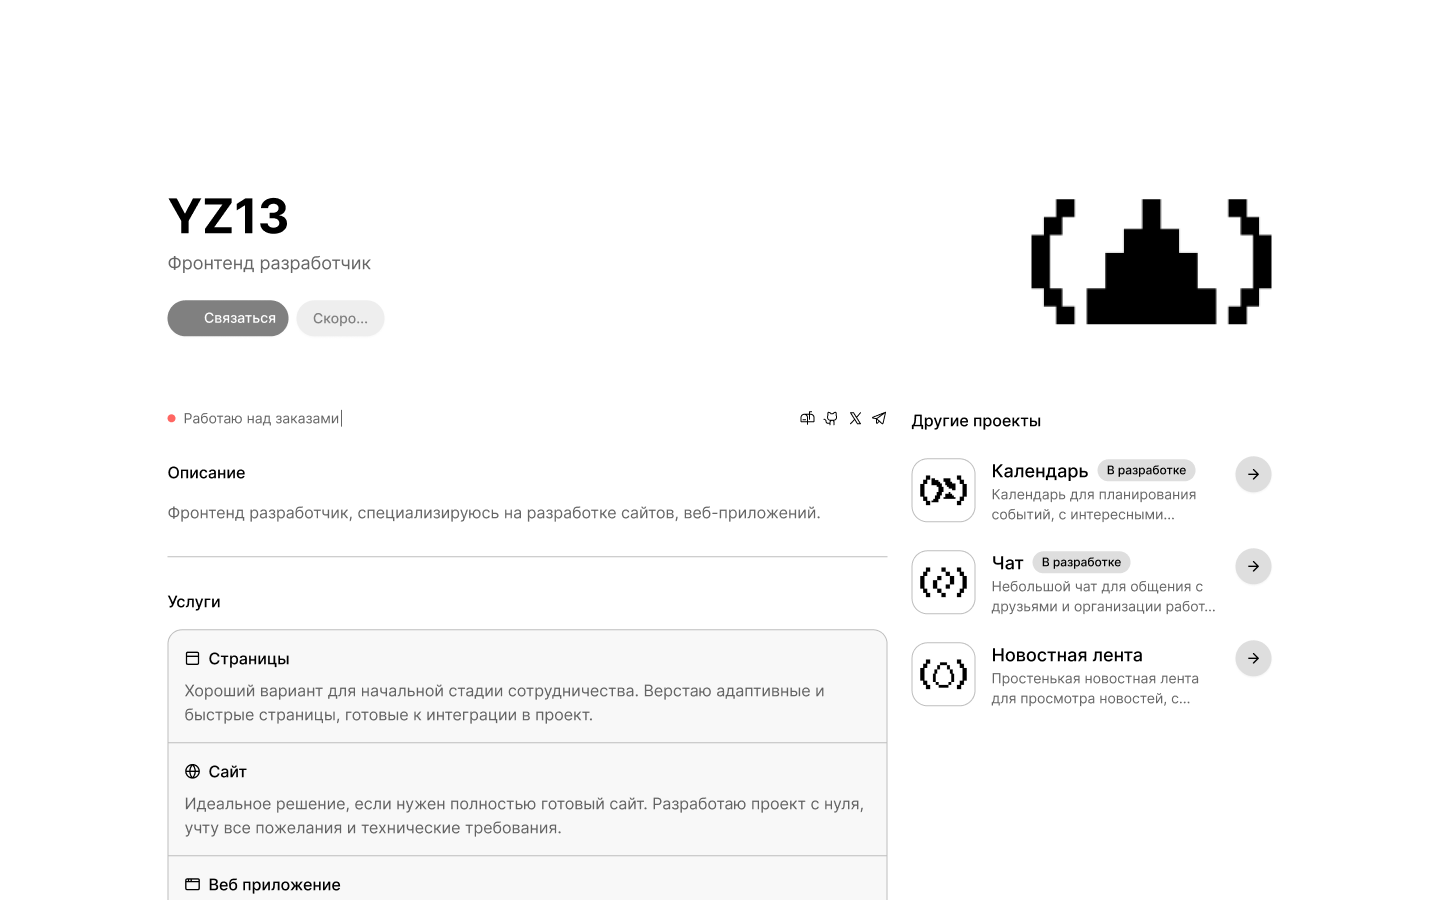 YZ13
Фронтенд разработчик
Связаться
Скоро...
Работаю над заказами
Описание
Фронтенд разработчик, специализируюсь на разработке сайтов, веб-приложений.
Услуги
Страницы
Хороший вариант для начальной стадии сотрудничества. Верстаю адаптивные и
быстрые страницы, готовые к интеграции в проект.
Сайт
Идеальное решение, если нужен полностью готовый сайт. Разработаю проект с нуля,
учту все пожелания и технические требования.
Веб приложение
Другие проекты
Календарь
В разработке
Календарь для планирования
событий, с интересными...
Чат
В разработке
Небольшой чат для общения с
друзьями и организации работ...
Новостная лента
Простенькая новостная лента
для просмотра новостей, с...